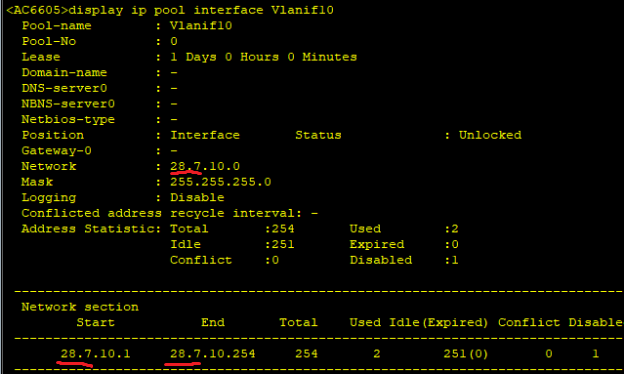 <AC6605>display ip pool interface Vlanif10
Pool-name : Vlanif10
Pool-No : 0
Lease : 1 Days 0 Hours 0 Minutes
Domain-name : -
DNS-server0 : -
NBNS-server0 : -
Netbios-type : -
Position : Interface Status : Unlocked
Gateway-0 : -
Network : 28.7.10.0
Mask : 255.255.255.0
Logging : Disable
Conflicted address recycle interval: -
Address Statistic: Total :254 Used :2
Idle :251 Expired :0
Conflict :0 Disabled :1
--------------------------------------------------------------------------------
Network section
Start End Total Used Idle(Expired) Conflict Disable
--------------------------------------------------------------------------------
28.7.10.1 28.7.10.254 254 2 251(0) 0 1
--------------------------------------------------------------------------------